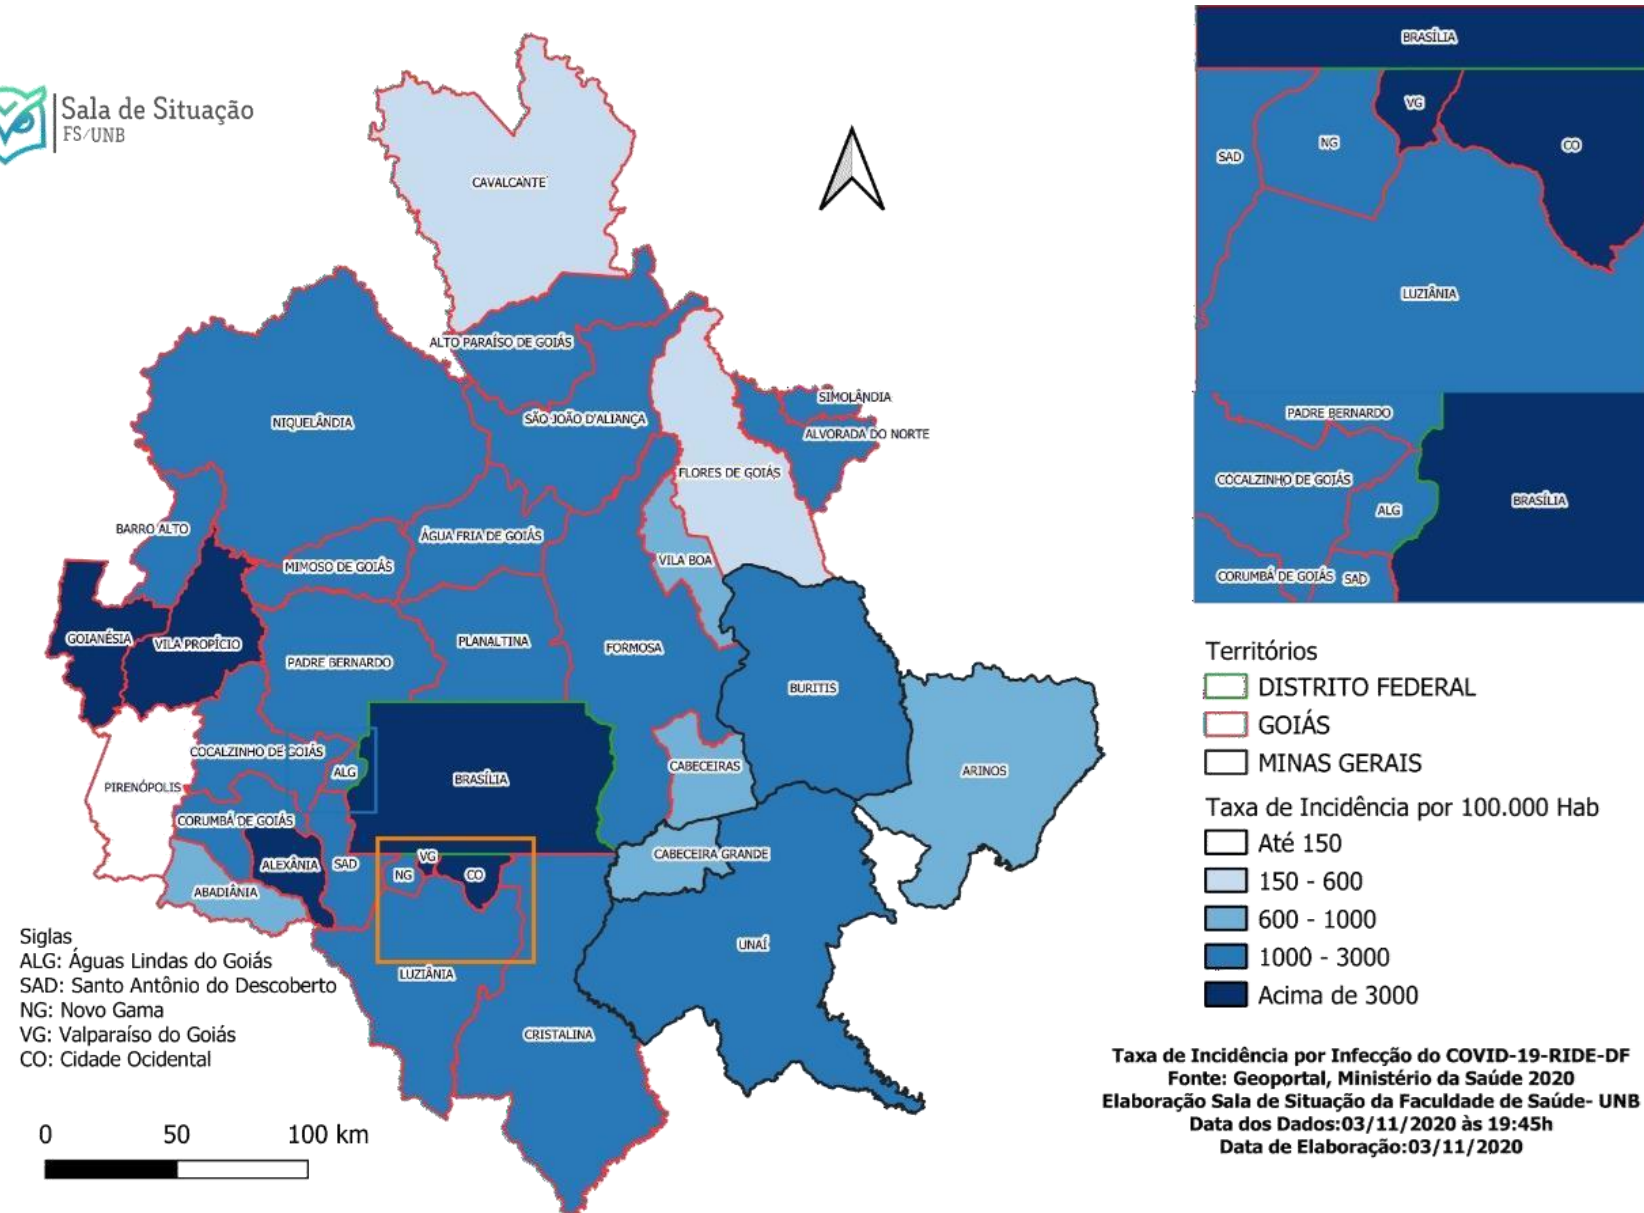 Sala de Situação
FS/UNB
CAVALCANTE
ALTO PARAÍSO DE GOIÁS
NIQUELÂNDIA
SÃO JOÃO D'ALIANÇA
SIMOLÂNDIA
ALVORADA DO NORTE
FLORES DE GOIÁS
BARRO ALTO
ÁGUA FRIA DE GOIÁS
MIMOSO DE GOIÁS
VILA BOA
GOIANÉSIA
VILA PROPÍCIO
PADRE BERNARDO
PLANALTINA
FORMOSA
BURITIS
COCALZINHO DE GOIÁS
ALG
BRASÍLIA
CABECEIRAS
ARINOS
PIRENÓPOLIS
CORUMBÁ DE GOIÁS
ALEXÂNIA
SAD
VG
NG
CO
CABECEIRA GRANDE
ABADIÂNIA
UNAÍ
LUZIÂNIA
CRISTALINA
Siglas
ALG: Águas Lindas do Goiás
SAD: Santo Antônio do Descoberto
NG: Novo Gama
VG: Valparaíso do Goiás
CO: Cidade Ocidental
0 50 100 km
BRASÍLIA
VG
NG
CO
SAD
LUZIÂNIA
PADRE BERNARDO
COCALZINHO DE GOIÁS
ALG
BRASÍLIA
CORUMBÁ DE GOIÁS
SAD
Territórios
DISTRITO FEDERAL
GOIÁS
MINAS GERAIS
Taxa de Incidência por 100.000 Hab
Até 150
150 - 600
600 - 1000
1000 - 3000
Acima de 3000
Taxa de Incidência por Infecção do COVID-19-RIDE-DF
Fonte: Geoportal, Ministério da Saúde 2020
Elaboração Sala de Situação da Faculdade de Saúde- UNB
Data dos Dados:03/11/2020 às 19:45h
Data de Elaboração:03/11/2020